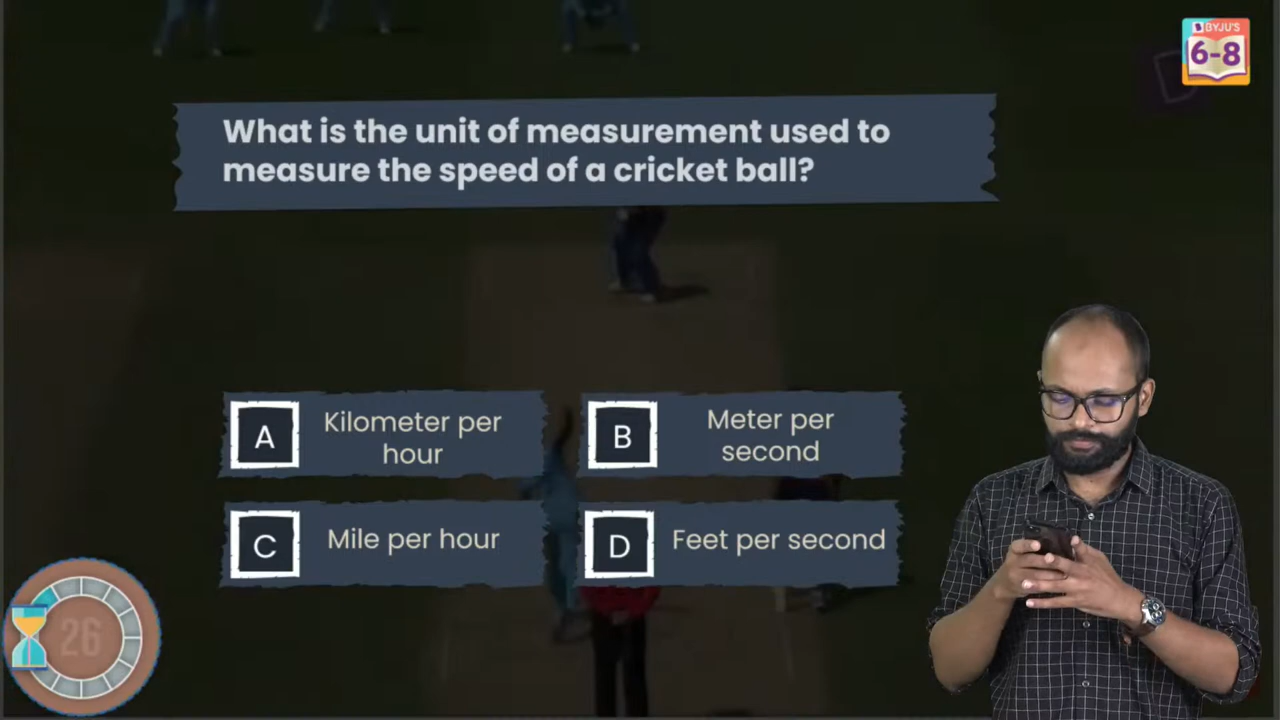 BYJU'S
6-8
What is the unit of measurement used to
measure the speed of a cricket ball?
A
Kilometer per
hour
B
Meter per
second
C
Mile per hour
D
Feet per second
26